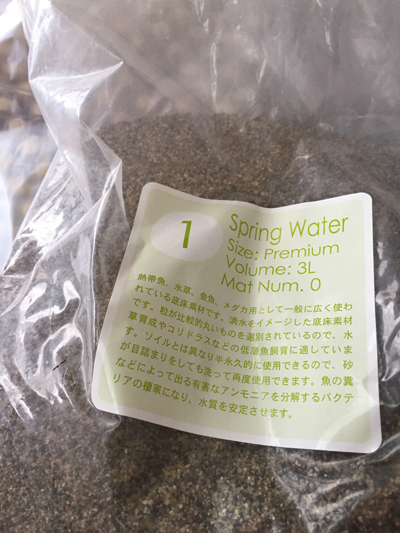 1
Spring Water
Size: Premium
Volume: 3L
Mat Num. 0
熱帯魚、水草、金魚、メダカ用として一般に広く使わ
れている底床素材です。湧水をイメージした底床素材
です。粒が比較的丸いものを選別されているので、水
草育成やコリドラスなどの低層魚飼育に適していま
す。ソイルとは異なり半永久的に使用できるので、砂
が目詰まりをしても洗って再度使用できます。魚の糞
などによって出る有害なアンモニアを分解するバクテ
リアの棲家になり、水質を安定させます。